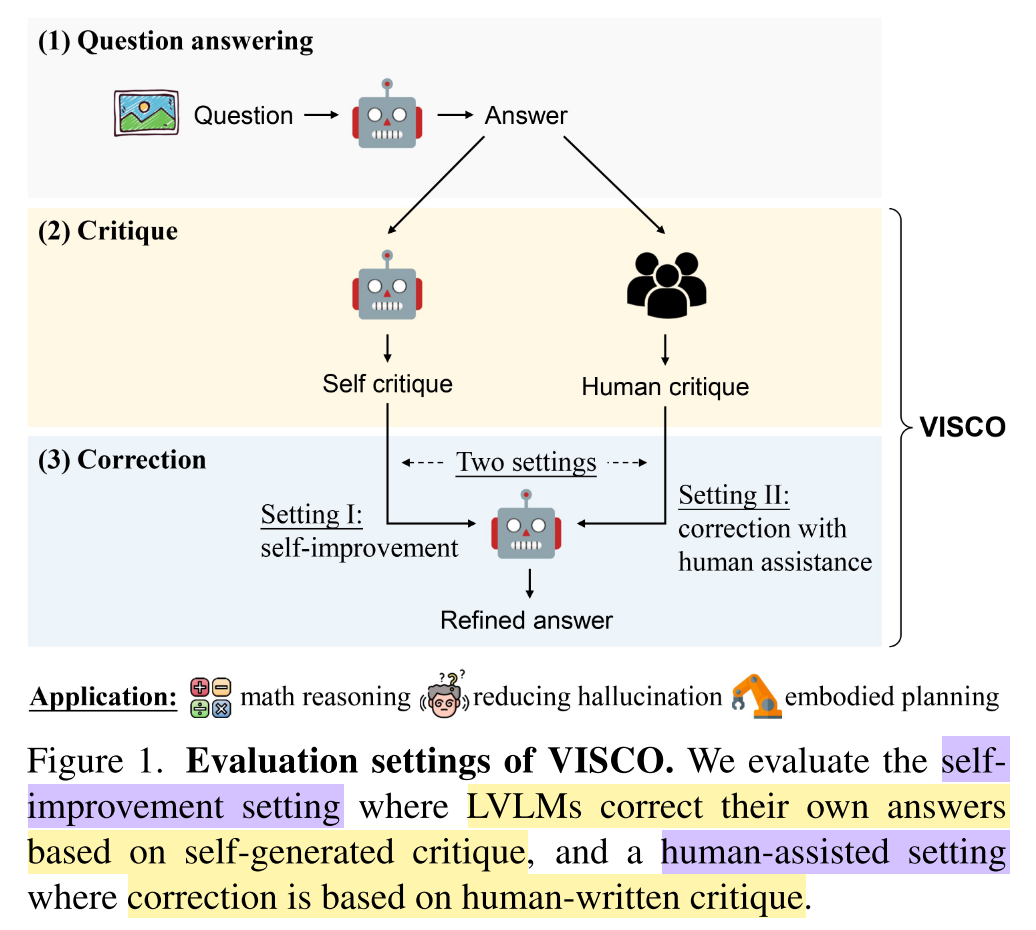 (1) Question answering
Question
Answer
(2) Critique
Self critique
Human critique
VISCO
(3) Correction
Two settings
Setting I:
self-improvement
Setting II:
correction with
human assistance
Refined answer
Application: math reasoning reducing hallucination embodied planning
Figure 1. Evaluation settings of VISCO. We evaluate the self-
improvement setting where LVLMs correct their own answers
based on self-generated critique, and a human-assisted setting
where correction is based on human-written critique.